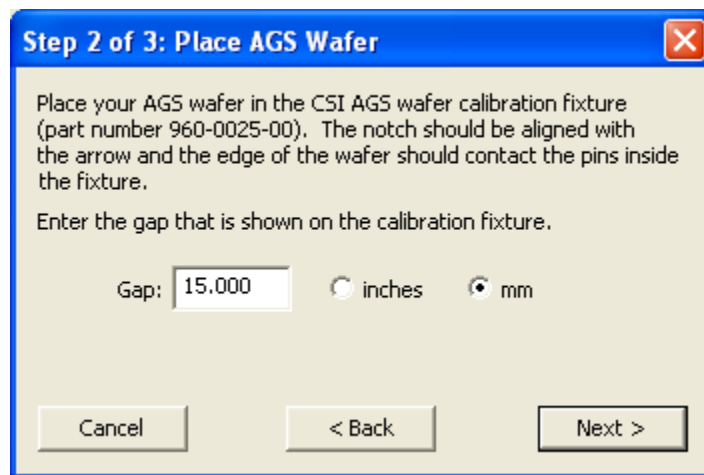 Step 2 of 3: Place AGS Wafer
Place your AGS wafer in the CSI AGS wafer calibration fixture
(part number 960-0025-00).  The notch should be aligned with
the arrow and the edge of the wafer should contact the pins inside
the fixture.
Enter the gap that is shown on the calibration fixture.
Gap: 15.000 inches mm
Cancel < Back Next >